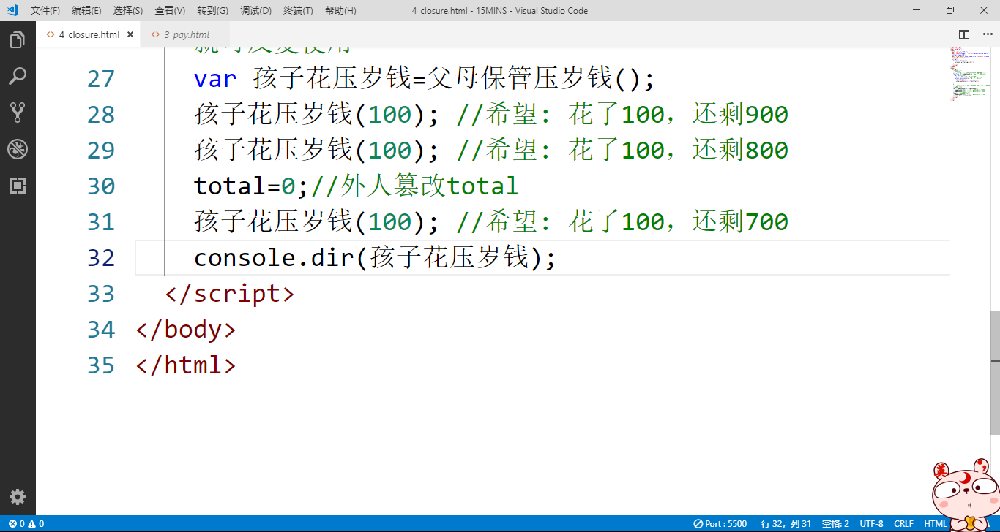 文件(F) 编辑(E) 选择(S) 查看(V) 转到(G) 调试(D) 终端(T) 帮助(H) 4_closure.html - 15MINS - Visual Studio Code
4_closure.html 3_pay.html
27 var 孩子花压岁钱=父母保管压岁钱();
28 孩子花压岁钱(100); //希望: 花了100，还剩900
29 孩子花压岁钱(100); //希望: 花了100，还剩800
30 total=0;//外人篡改total
31 孩子花压岁钱(100); //希望: 花了100，还剩700
32 console.dir(孩子花压岁钱);
33 </script>
34 </body>
35 </html>
英
0 0 Port : 5500 行 32，列 31 空格: 2 UTF-8 CRLF HTML